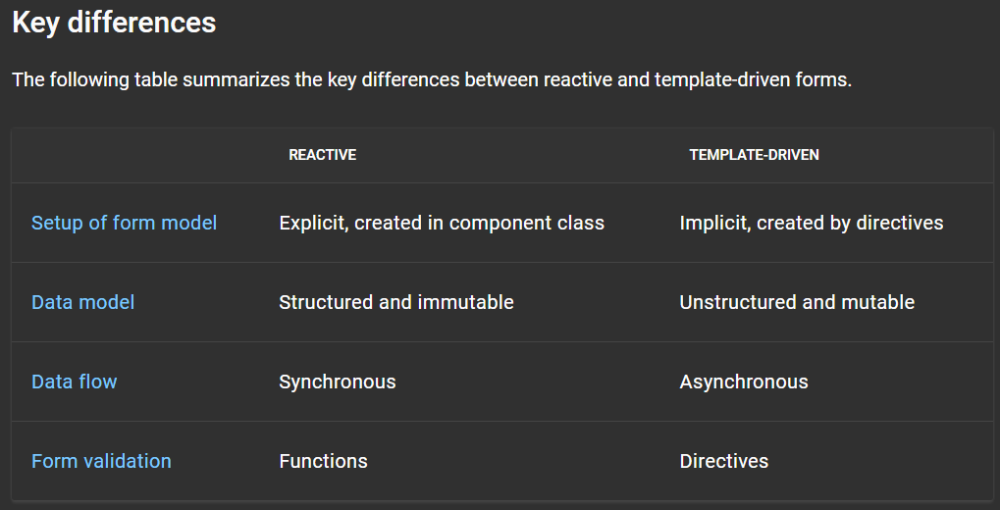 Key differences
The following table summarizes the key differences between reactive and template-driven forms.
REACTIVE TEMPLATE-DRIVEN
Setup of form model Explicit, created in component class Implicit, created by directives
Data model Structured and immutable Unstructured and mutable
Data flow Synchronous Asynchronous
Form validation Functions Directives